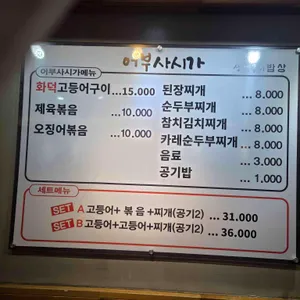 어부사시가
밥상
어부사시가메뉴
화덕고등어구이...15.000
제육볶음 ...10.000
오징어볶음 ...10.000
된장찌개 ... 8.000
순두부찌개 ... 8.000
참치김치찌개 ... 8.000
카레순두부찌개 ... 8.000
음료 ... 3.000
공기밥 ... 1.000
세트메뉴
SET A 고등어+ 볶음 +찌개(공기2) ... 31.000
SET B 고등어+고등어+찌개(공기2) ... 36.000